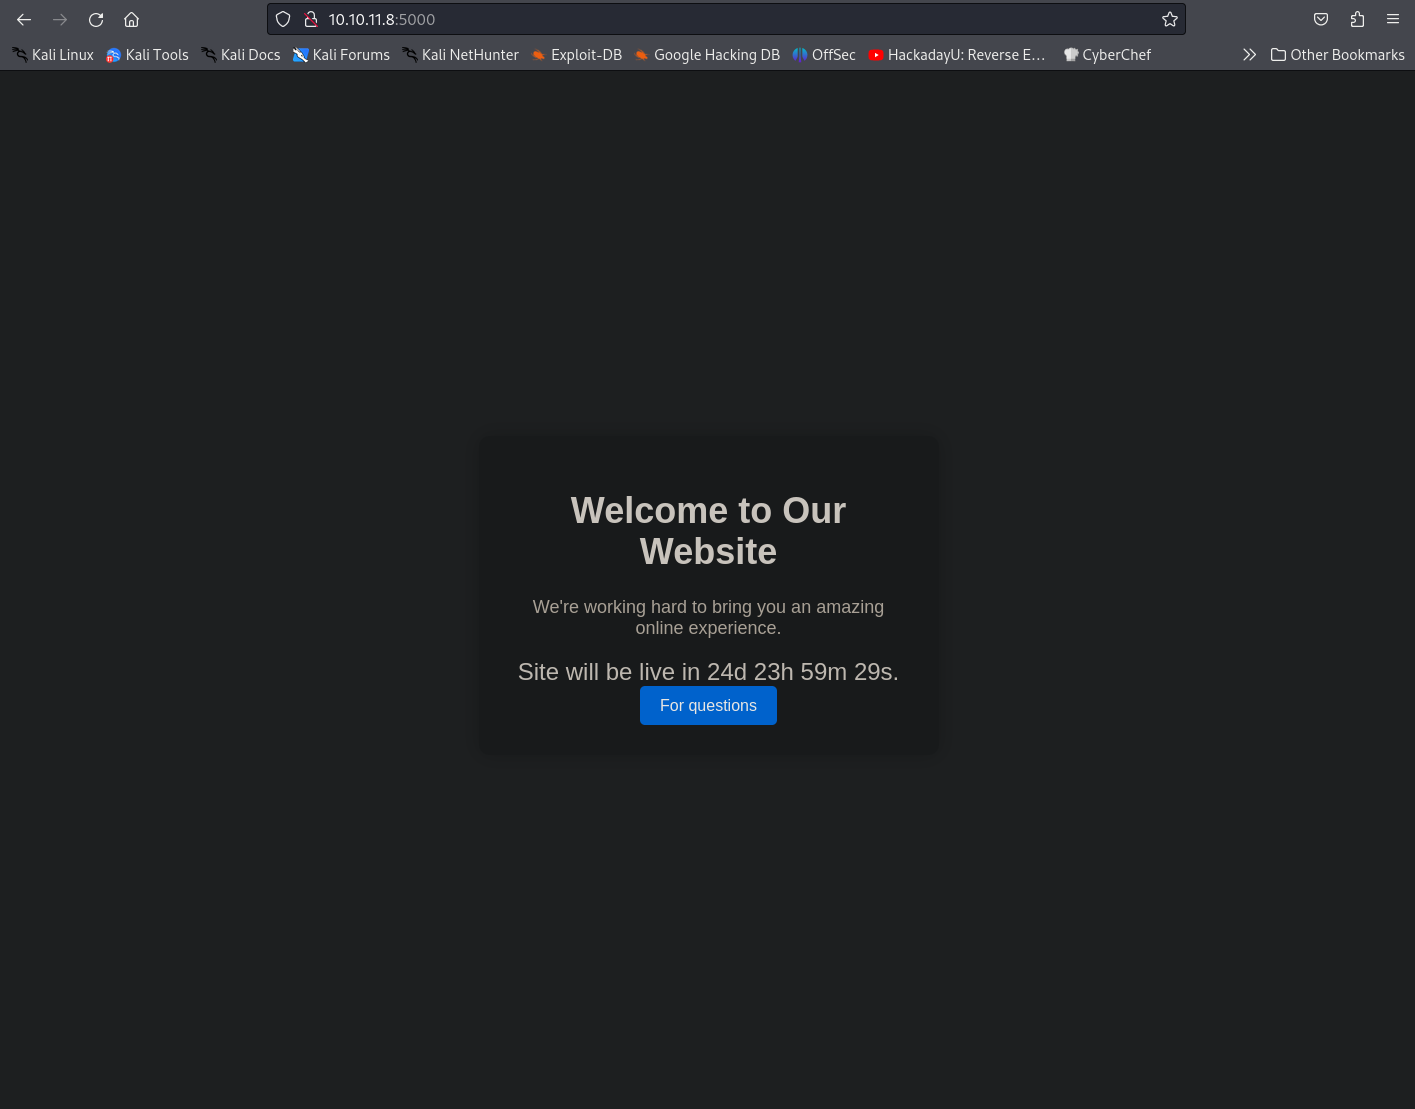 10.10.11.8:5000
Kali Linux Kali Tools Kali Docs Kali Forums Kali NetHunter Exploit-DB Google Hacking DB OffSec HackadayU: Reverse E… CyberChef Other Bookmarks
Welcome to Our
Website
We're working hard to bring you an amazing
online experience.
Site will be live in 24d 23h 59m 29s.
For questions